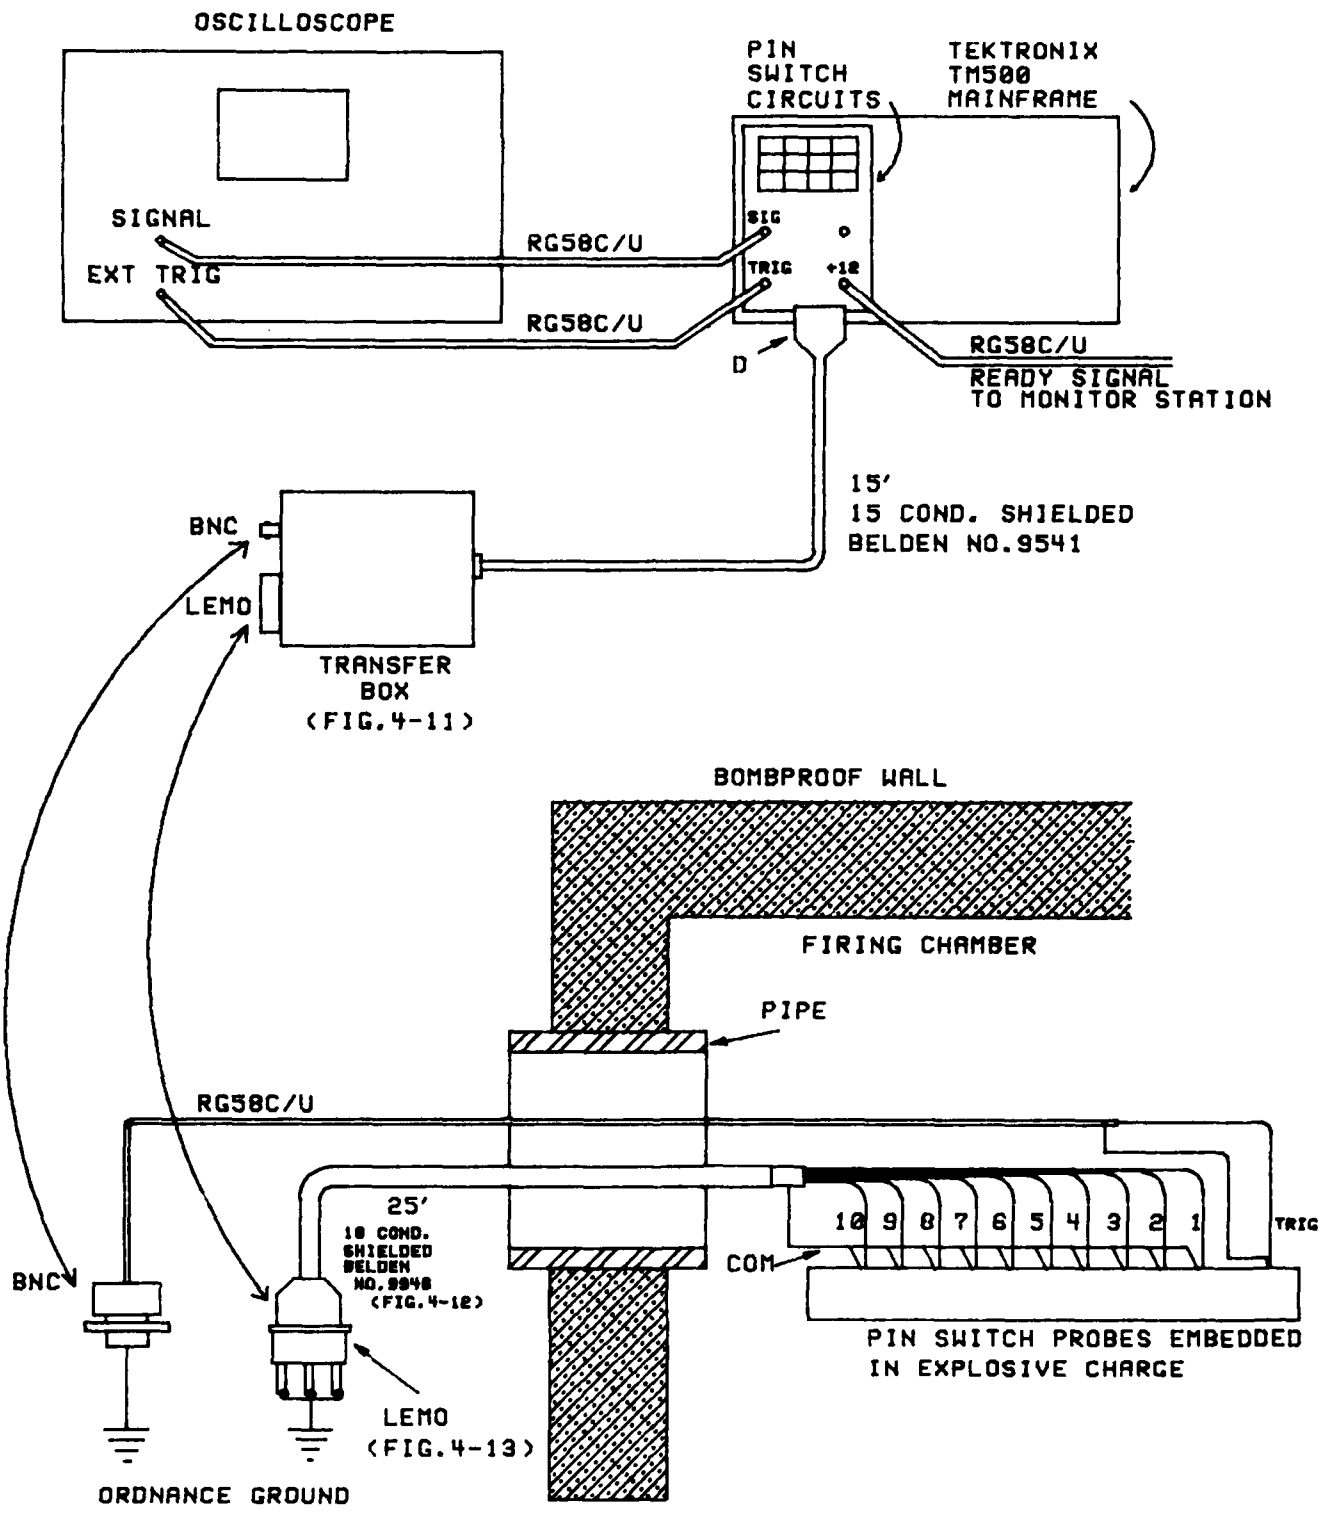 OSCILLOSCOPE
PIN
SWITCH
CIRCUITS
TEKTRONIX
TM500
MAINFRAME
SIGNAL
EXT TRIG
RG58C/U
RG58C/U
SIG
TRIG
+12
D
RG58C/U
READY SIGNAL
TO MONITOR STATION
15'
15 COND. SHIELDED
BELDEN NO.9541
BNC
LEMO
TRANSFER
BOX
(FIG.4-11)
BOMBPROOF WALL
FIRING CHAMBER
PIPE
RG58C/U
25'
10 COND.
SHIELDED
BELDEN
NO.9946
(FIG.4-12)
10 9 8 7 6 5 4 3 2 1
TRIG
COM
BNC
PIN SWITCH PROBES EMBEDDED
IN EXPLOSIVE CHARGE
LEMO
(FIG.4-13)
ORDNANCE GROUND